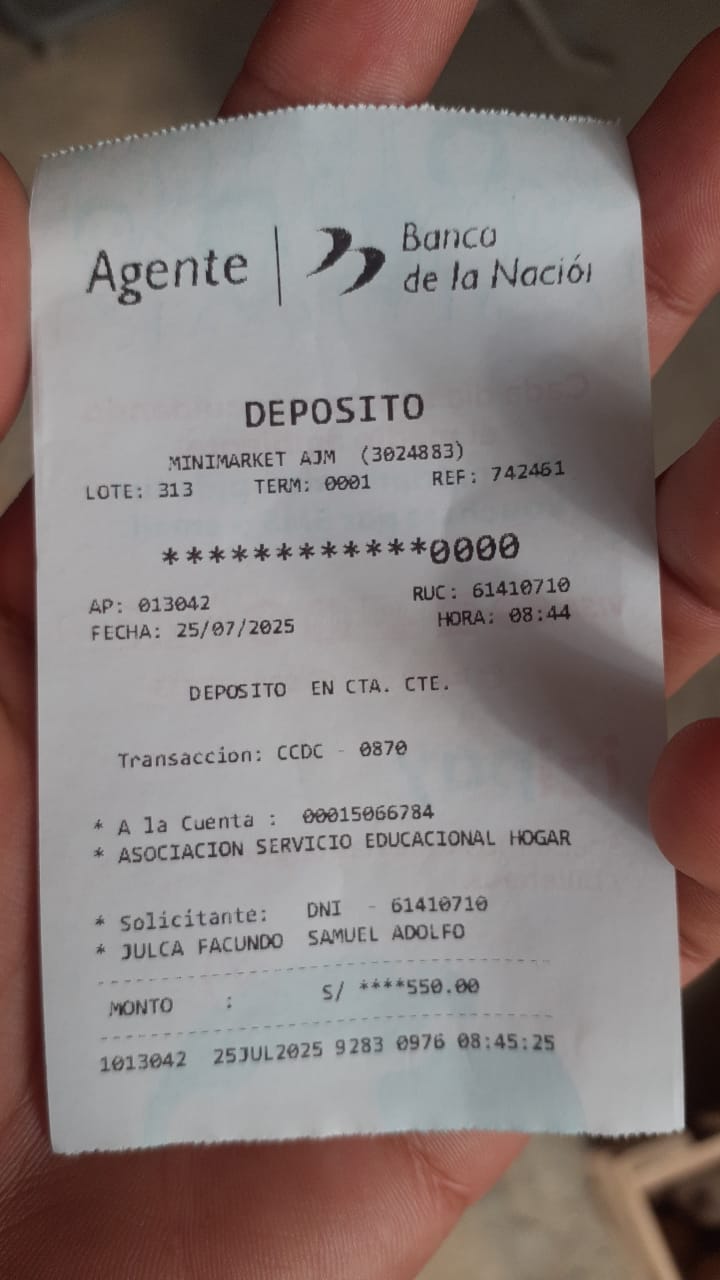 Agente
Banco
de la Nación
DEPOSITO
MINIMARKET AJM (3024883)
LOTE: 313 TERM: 0001 REF: 742461
************0000
AP: 013042 RUC: 61410710
FECHA: 25/07/2025 HORA: 08:44
DEPOSITO EN CTA. CTE.
Transaccion: CCDC - 0870
* A la Cuenta : 00015066784
* ASOCIACION SERVICIO EDUCACIONAL HOGAR
* Solicitante: DNI - 61410710
* JULCA FACUNDO SAMUEL ADOLFO
MONTO : S/ ****550.00
1013042 25JUL2025 9283 0976 08:45:25